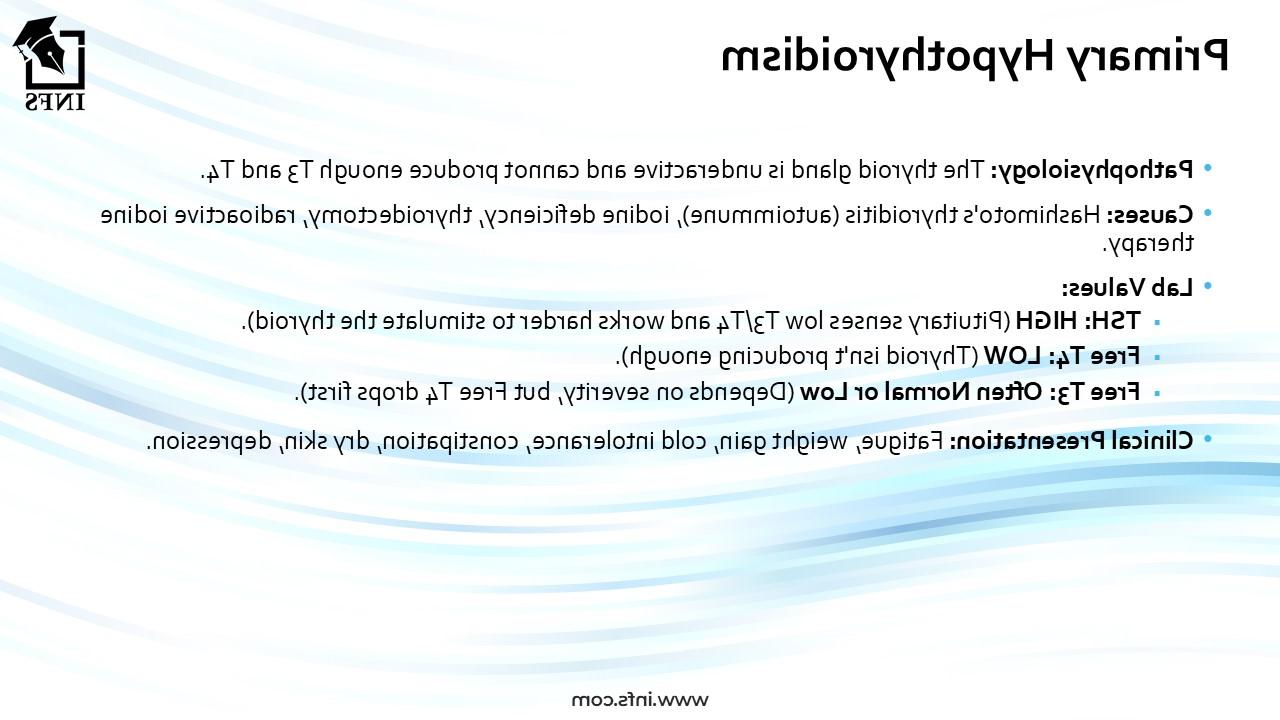 Primary Hypothyroidism
INFS
• Pathophysiology: The thyroid gland is underactive and cannot produce enough T3 and T4.
• Causes: Hashimoto's thyroiditis (autoimmune), iodine deficiency, thyroidectomy, radioactive iodine
therapy.
• Lab Values:
▪ TSH: HIGH (Pituitary senses low T3/T4 and works harder to stimulate the thyroid).
▪ Free T4: LOW (Thyroid isn't producing enough).
▪ Free T3: Often Normal or Low (Depends on severity, but Free T4 drops first).
• Clinical Presentation: Fatigue, weight gain, cold intolerance, constipation, dry skin, depression.
www.infs.com